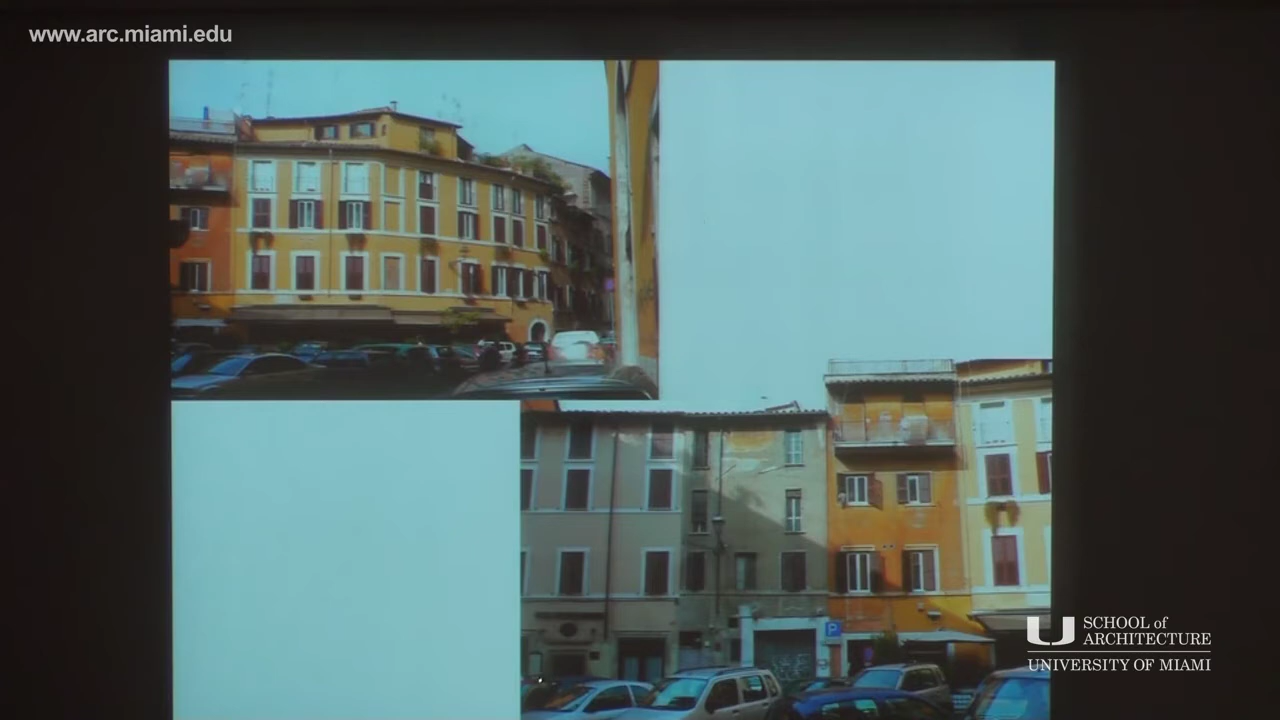 www.arc.miami.edu
P
SCHOOL of
ARCHITECTURE
UNIVERSITY OF MIAMI